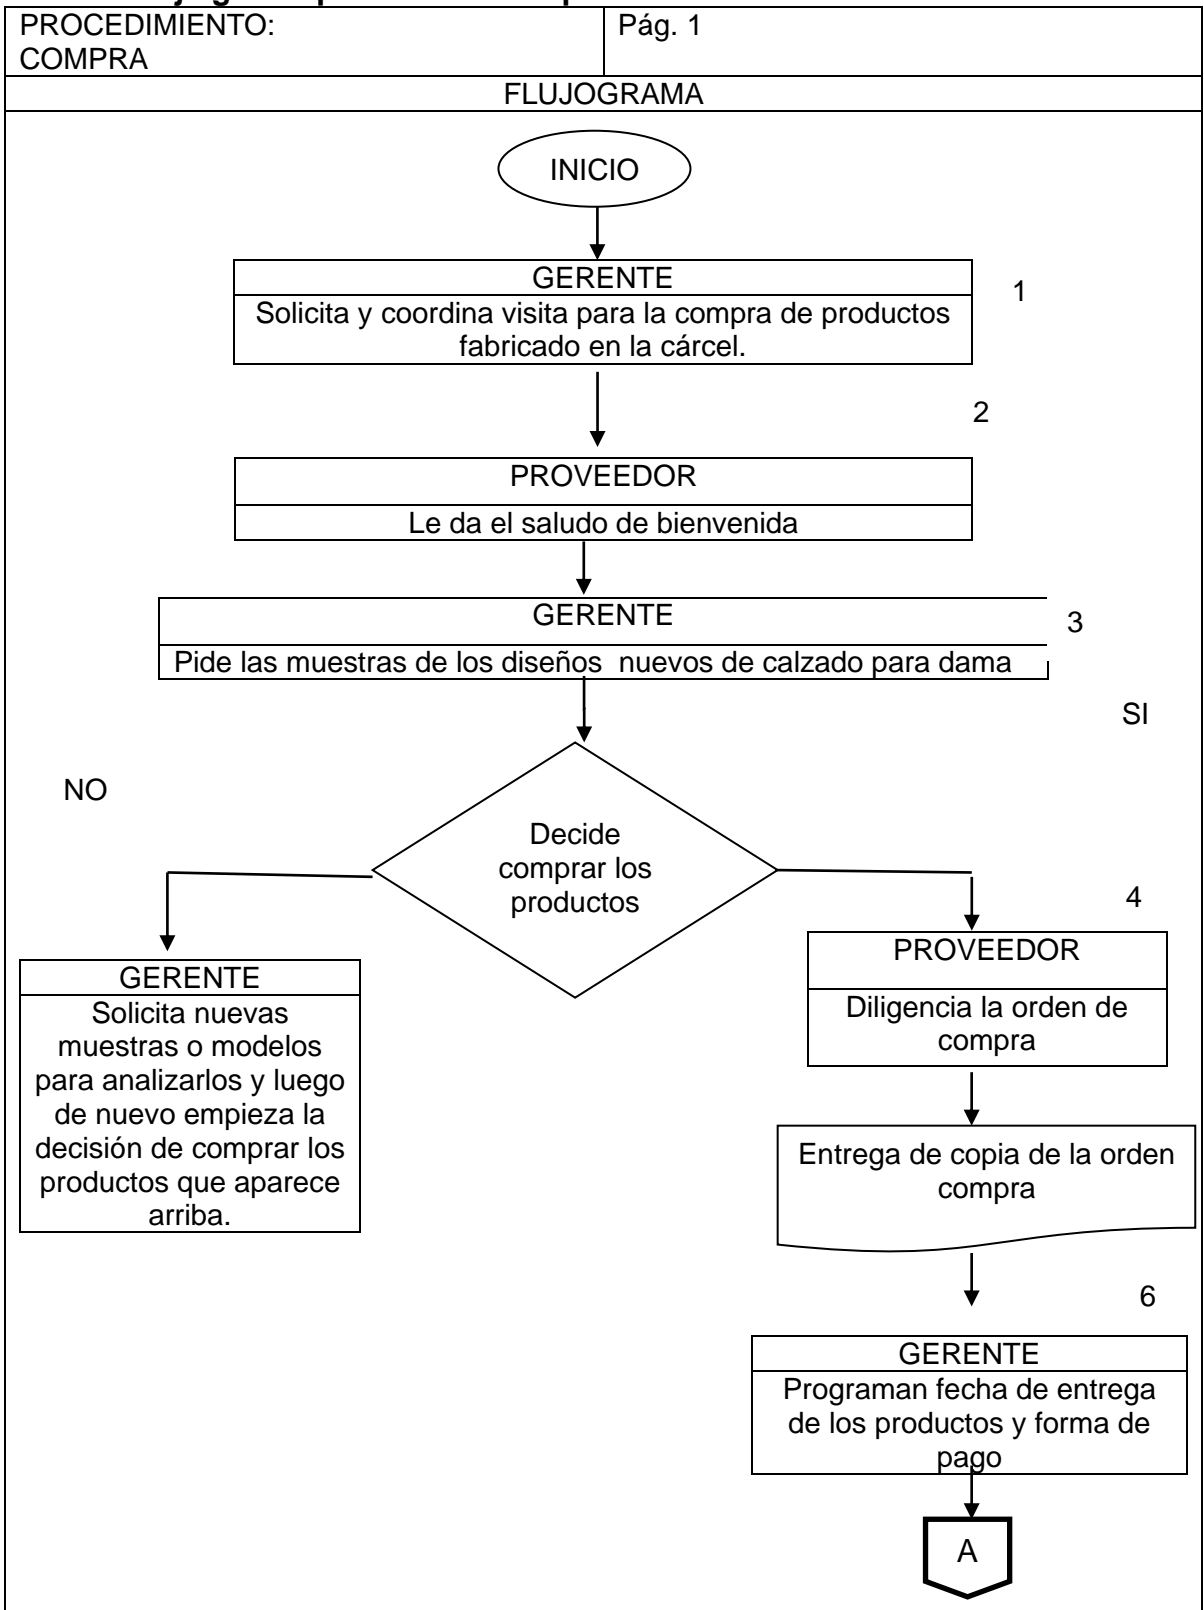 PROCEDIMIENTO:
COMPRA
Pág. 1
FLUJOGRAMA
INICIO
GERENTE
1
Solicita y coordina visita para la compra de productos
fabricado en la cárcel.
2
PROVEEDOR
Le da el saludo de bienvenida
GERENTE
3
Pide las muestras de los diseños nuevos de calzado para dama
SI
NO
Decide
comprar los
productos
4
PROVEEDOR
Diligencia la orden de
compra
GERENTE
Solicita nuevas
muestras o modelos
para analizarlos y luego
de nuevo empieza la
decisión de comprar los
productos que aparece
arriba.
Entrega de copia de la orden
compra
6
GERENTE
Programan fecha de entrega
de los productos y forma de
pago
A